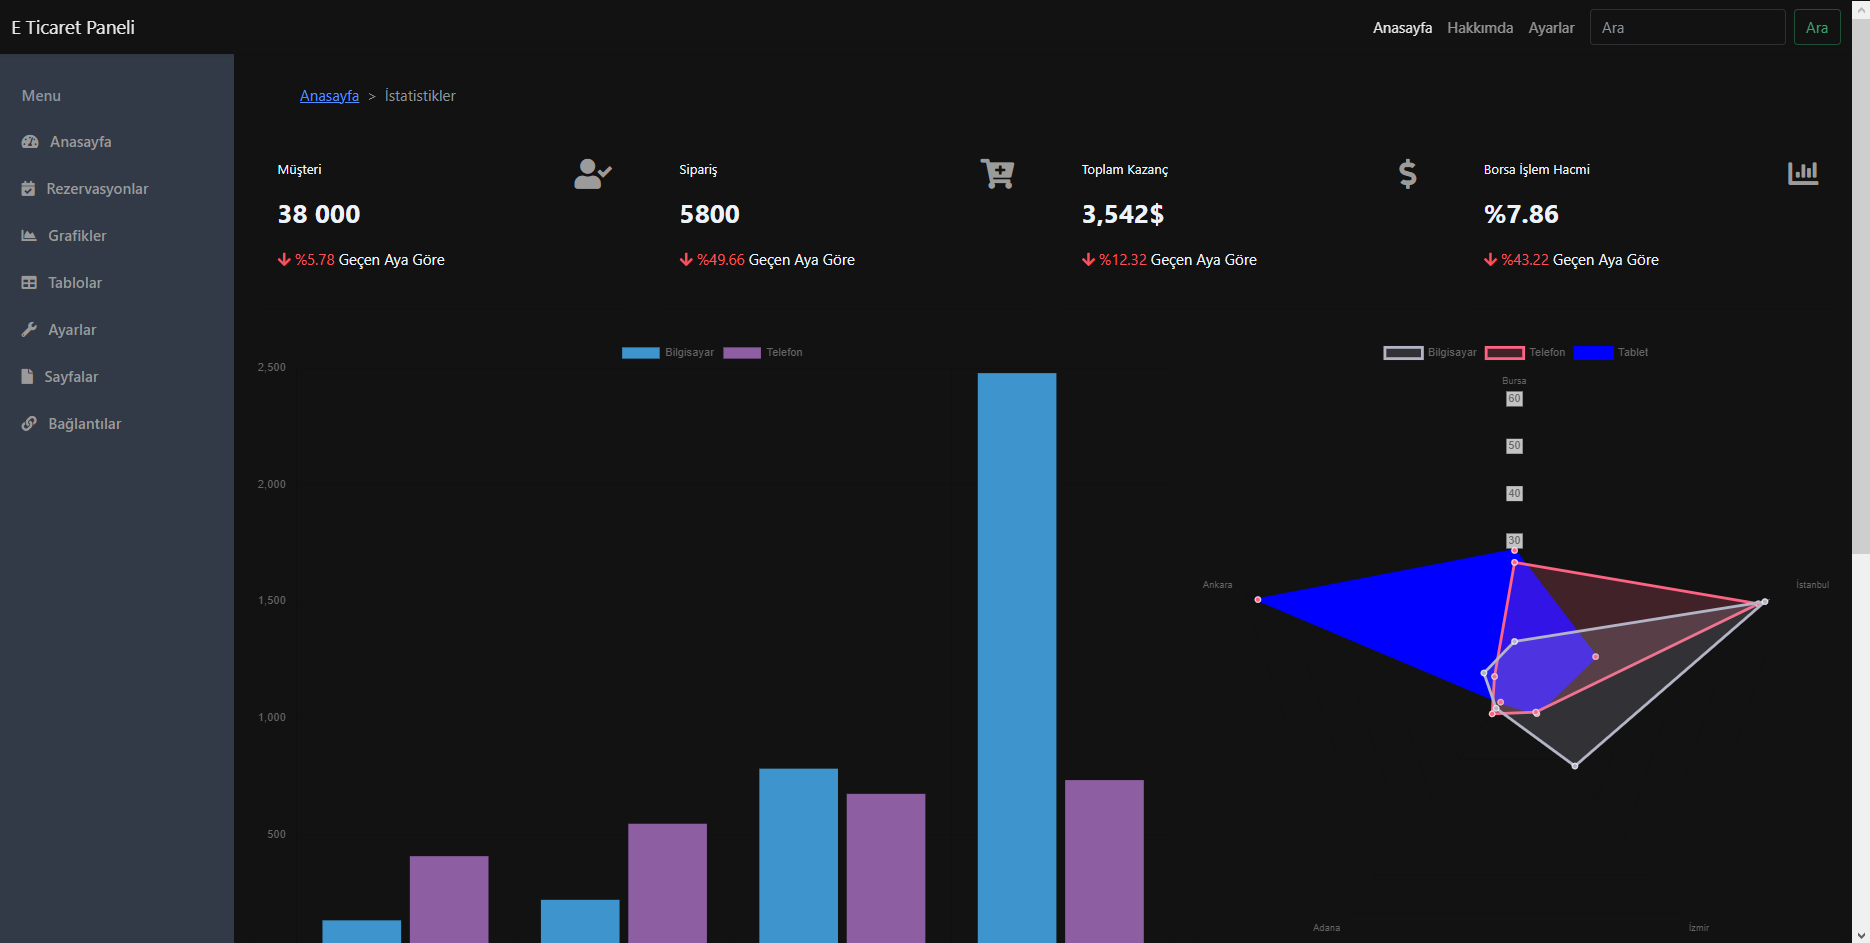 E Ticaret Paneli
Anasayfa Hakkımda Ayarlar Ara Ara
Menu
Anasayfa
Rezervasyonlar
Grafikler
Tablolar
Ayarlar
Sayfalar
Bağlantılar
Anasayfa > İstatistikler
Müşteri
38 000
%5.78 Geçen Aya Göre
Sipariş
5800
%49.66 Geçen Aya Göre
Toplam Kazanç
3,542$
%12.32 Geçen Aya Göre
Borsa İşlem Hacmi
%7.86
%43.22 Geçen Aya Göre
Bilgisayar Telefon
2,500
2,000
1,500
1,000
500
Bilgisayar Telefon Tablet
Bursa
60
50
40
30
Ankara
İstanbul
Adana
İzmir